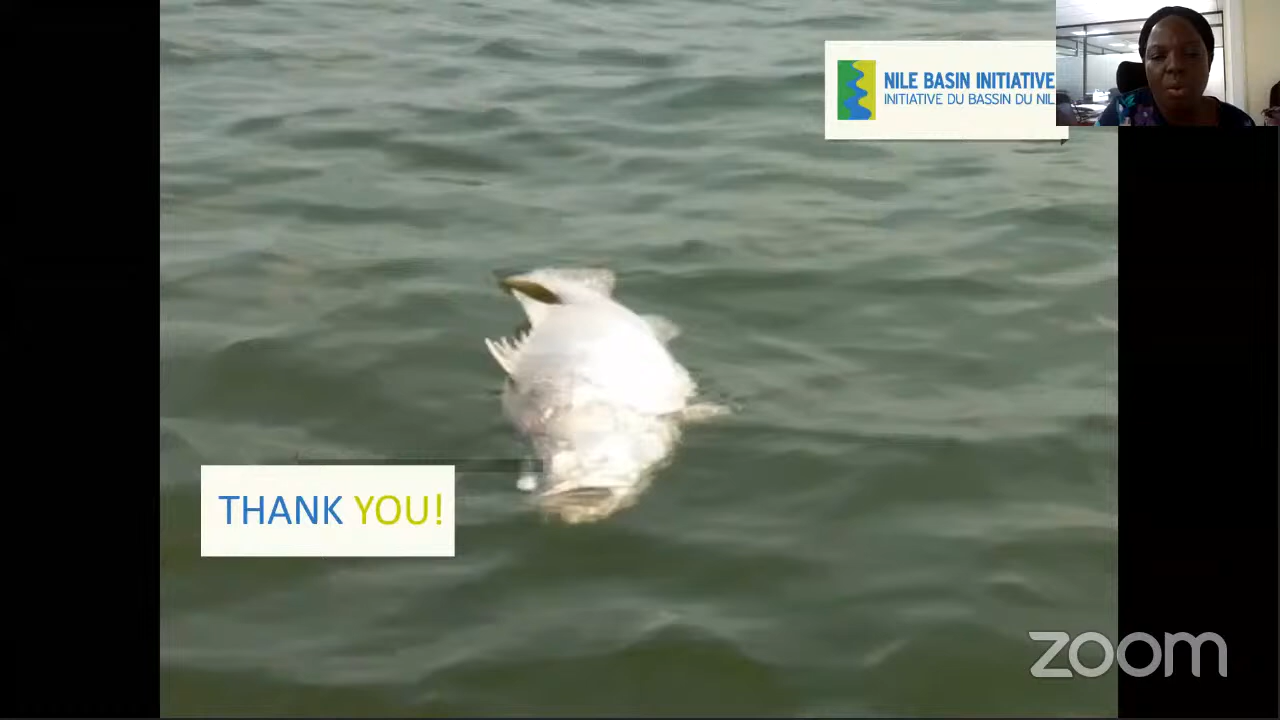 NILE BASIN INITIATIVE
INITIATIVE DU BASSIN DU NIL
THANK YOU!
zoom